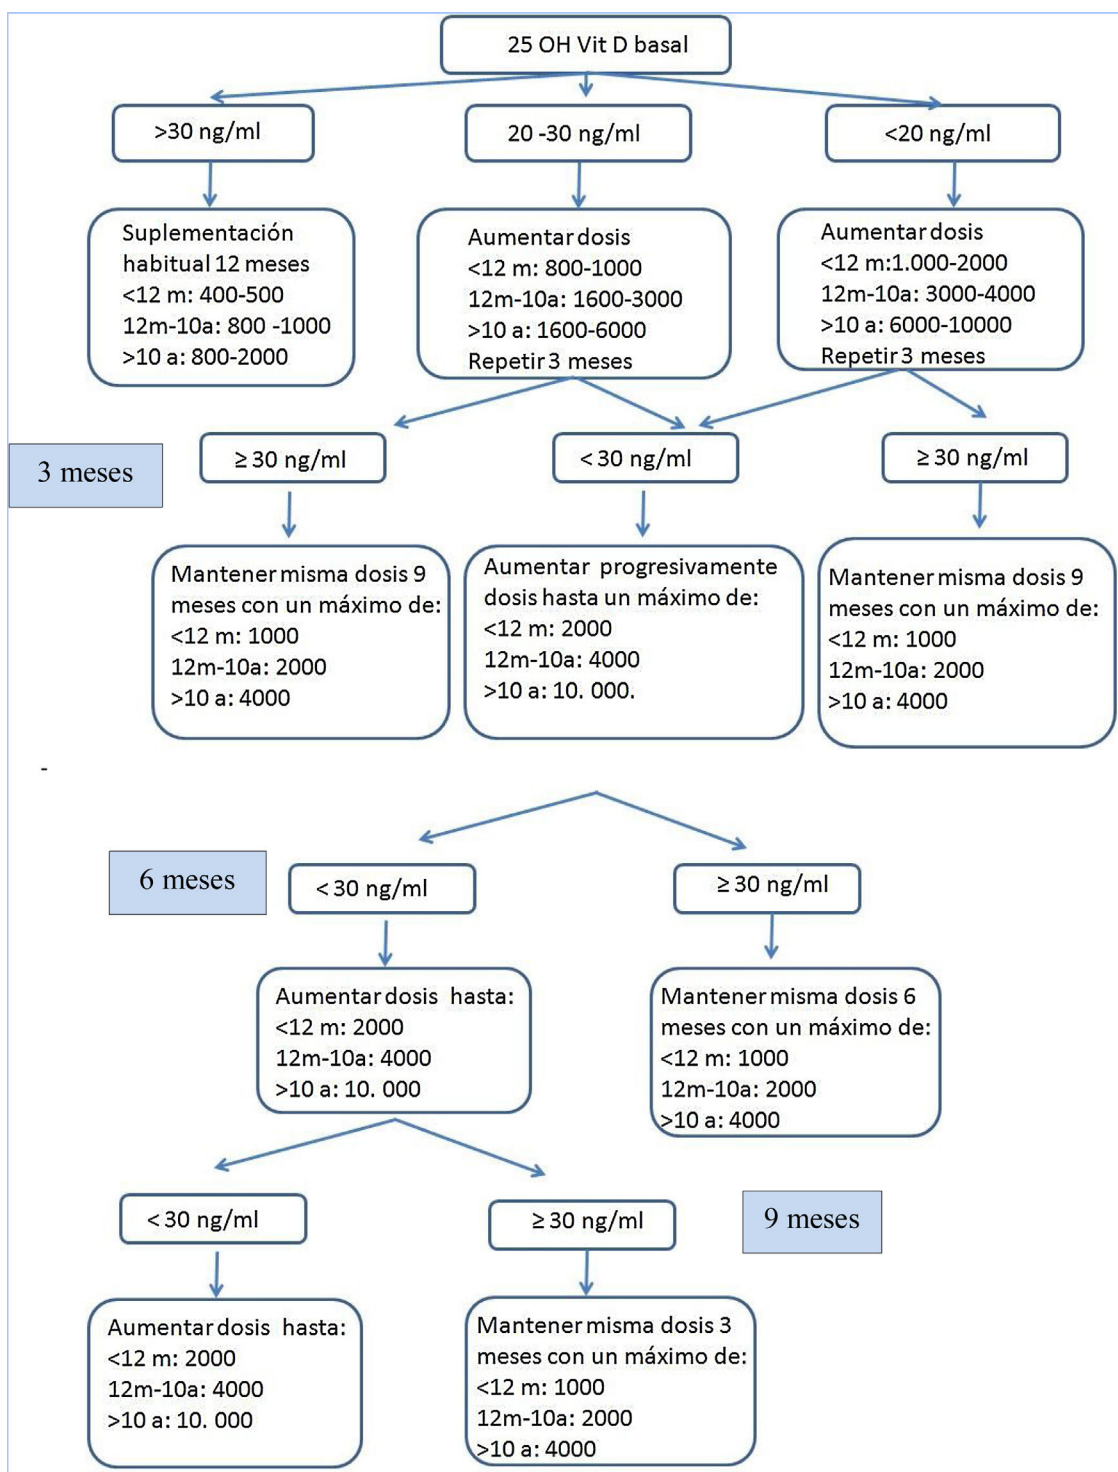 25 OH Vit D basal
>30 ng/ml
20 -30 ng/ml
<20 ng/ml
Suplementación
habitual 12 meses
<12 m: 400-500
12m-10a: 800 -1000
>10 a: 800-2000
Aumentar dosis
<12 m: 800-1000
12m-10a: 1600-3000
>10 a: 1600-6000
Repetir 3 meses
Aumentar dosis
<12 m:1.000-2000
12m-10a: 3000-4000
>10 a: 6000-10000
Repetir 3 meses
3 meses
≥ 30 ng/ml
< 30 ng/ml
≥ 30 ng/ml
Mantener misma dosis 9
meses con un máximo de:
<12 m: 1000
12m-10a: 2000
>10 a: 4000
Aumentar progresivamente
dosis hasta un máximo de:
<12 m: 2000
12m-10a: 4000
>10 a: 10. 000.
Mantener misma dosis 9
meses con un máximo de:
<12 m: 1000
12m-10a: 2000
>10 a: 4000
-
6 meses
< 30 ng/ml
≥ 30 ng/ml
Aumentar dosis hasta:
<12 m: 2000
12m-10a: 4000
>10 a: 10. 000
Mantener misma dosis 6
meses con un máximo de:
<12 m: 1000
12m-10a: 2000
>10 a: 4000
< 30 ng/ml
≥ 30 ng/ml
9 meses
Aumentar dosis hasta:
<12 m: 2000
12m-10a: 4000
>10 a: 10. 000
Mantener misma dosis 3
meses con un máximo de:
<12 m: 1000
12m-10a: 2000
>10 a: 4000